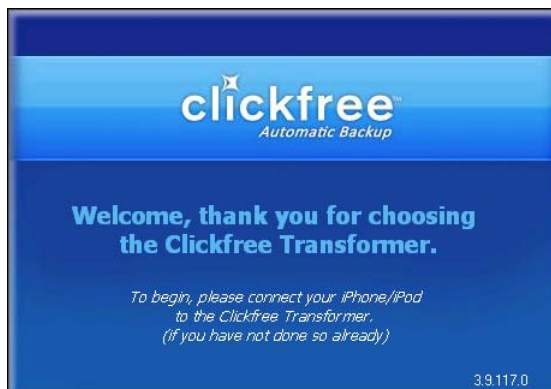 clickfree™
Automatic Backup
Welcome, thank you for choosing
the Clickfree Transformer.
To begin, please connect your iPhone/iPod
to the Clickfree Transformer.
(if you have not done so already)
3.9.117.0